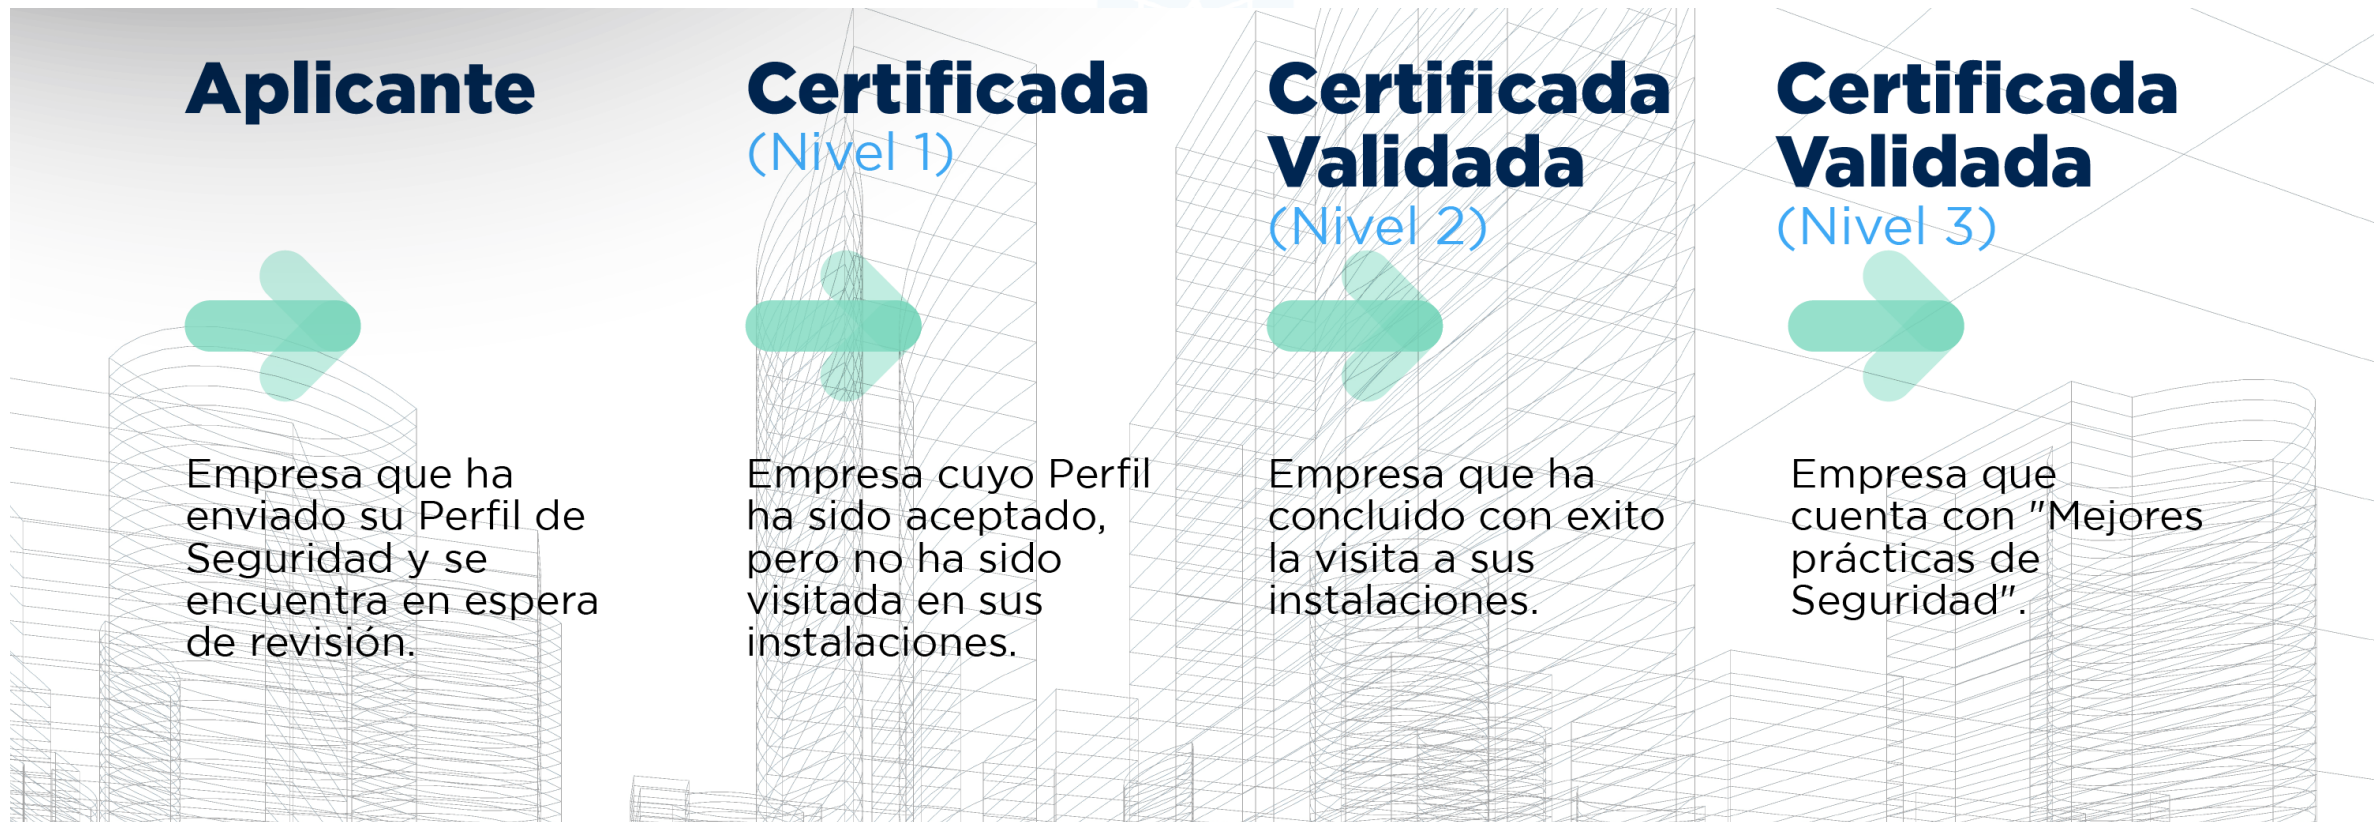 Aplicante
Empresa que ha
enviado su Perfil de
Seguridad y se
encuentra en espera
de revisión.
Certificada
(Nivel 1)
Empresa cuyo Perfil
ha sido aceptado,
pero no ha sido
visitada en sus
instalaciones.
Certificada
Validada
(Nivel 2)
Empresa que ha
concluido con exito
la visita a sus
instalaciones.
Certificada
Validada
(Nivel 3)
Empresa que
cuenta con "Mejores
prácticas de
Seguridad".